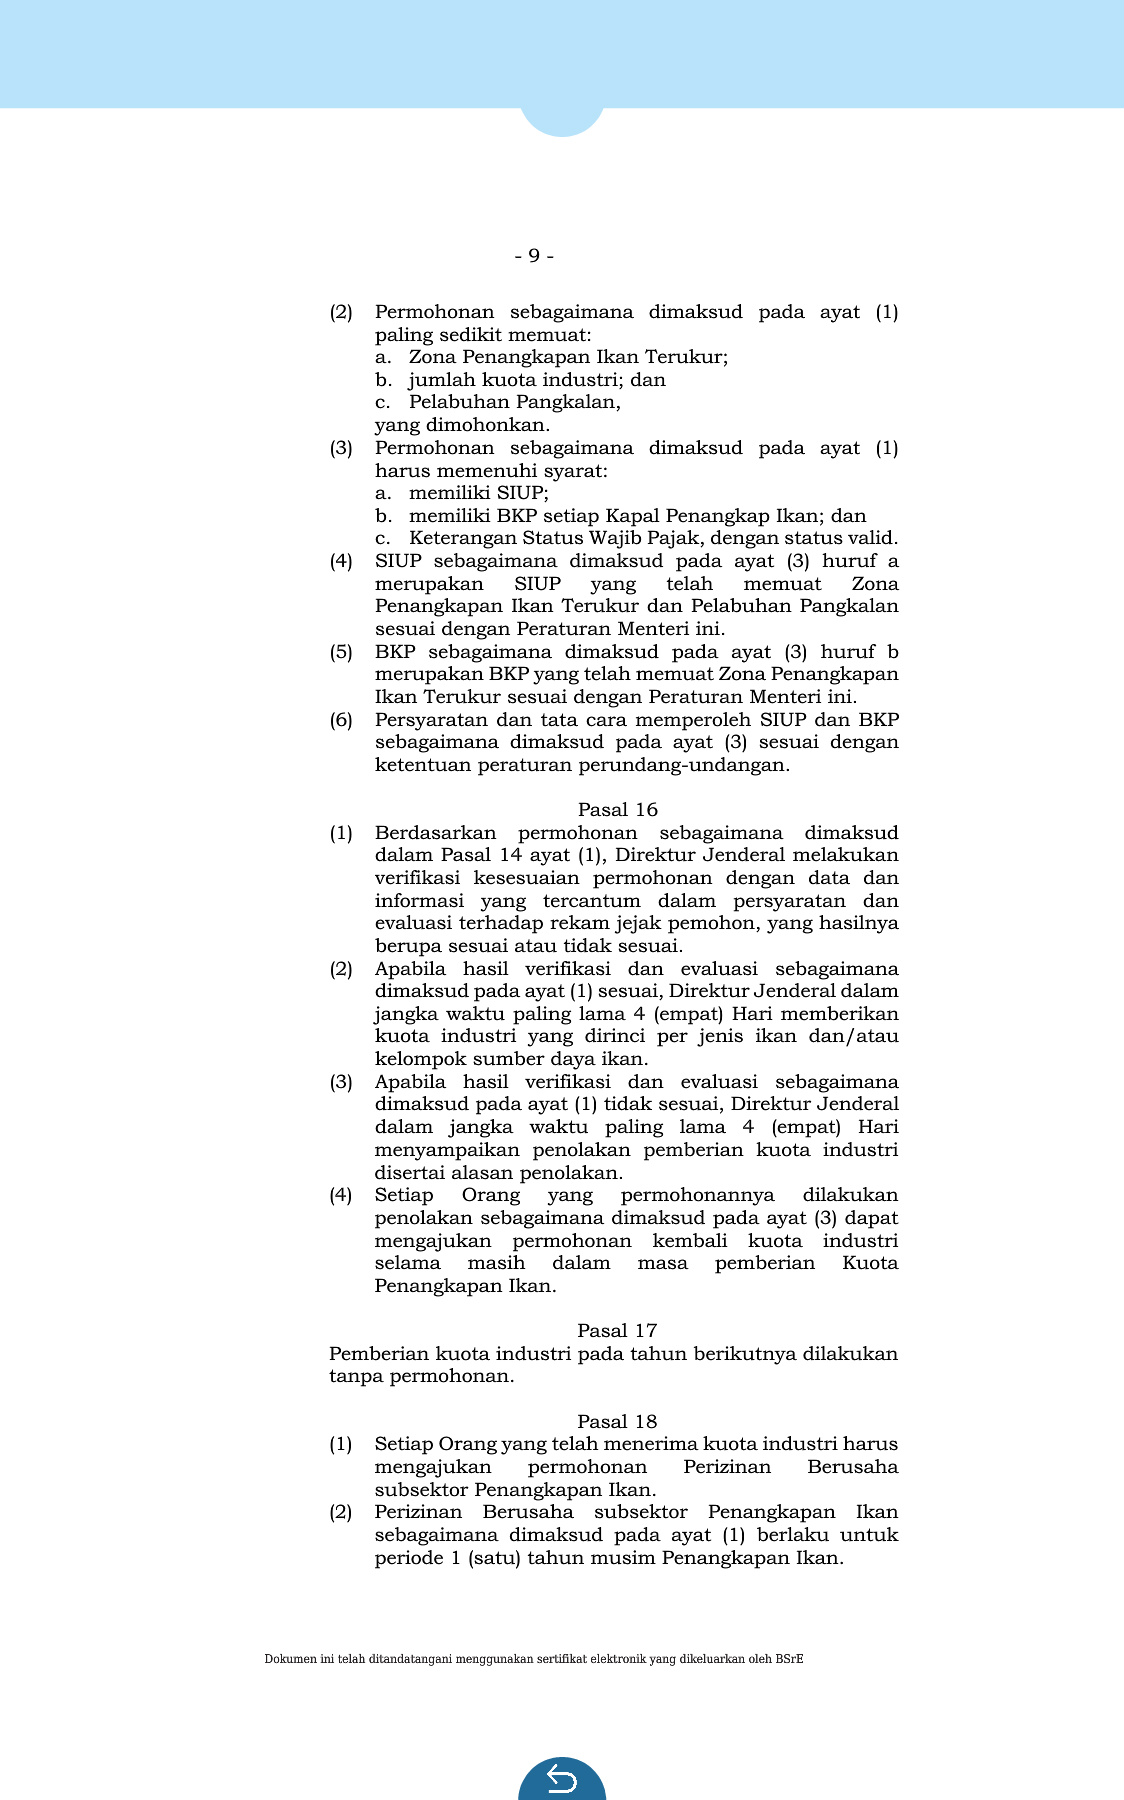 - 9 -
(2) Permohonan sebagaimana dimaksud pada ayat (1)
paling sedikit memuat:
a. Zona Penangkapan Ikan Terukur;
b. jumlah kuota industri; dan
c. Pelabuhan Pangkalan,
yang dimohonkan.
(3) Permohonan sebagaimana dimaksud pada ayat (1)
harus memenuhi syarat:
a. memiliki SIUP;
b. memiliki BKP setiap Kapal Penangkap Ikan; dan
c. Keterangan Status Wajib Pajak, dengan status valid.
(4) SIUP sebagaimana dimaksud pada ayat (3) huruf a
merupakan SIUP yang telah memuat Zona
Penangkapan Ikan Terukur dan Pelabuhan Pangkalan
sesuai dengan Peraturan Menteri ini.
(5) BKP sebagaimana dimaksud pada ayat (3) huruf b
merupakan BKP yang telah memuat Zona Penangkapan
Ikan Terukur sesuai dengan Peraturan Menteri ini.
(6) Persyaratan dan tata cara memperoleh SIUP dan BKP
sebagaimana dimaksud pada ayat (3) sesuai dengan
ketentuan peraturan perundang-undangan.
Pasal 16
(1) Berdasarkan permohonan sebagaimana dimaksud
dalam Pasal 14 ayat (1), Direktur Jenderal melakukan
verifikasi kesesuaian permohonan dengan data dan
informasi yang tercantum dalam persyaratan dan
evaluasi terhadap rekam jejak pemohon, yang hasilnya
berupa sesuai atau tidak sesuai.
(2) Apabila hasil verifikasi dan evaluasi sebagaimana
dimaksud pada ayat (1) sesuai, Direktur Jenderal dalam
jangka waktu paling lama 4 (empat) Hari memberikan
kuota industri yang dirinci per jenis ikan dan/atau
kelompok sumber daya ikan.
(3) Apabila hasil verifikasi dan evaluasi sebagaimana
dimaksud pada ayat (1) tidak sesuai, Direktur Jenderal
dalam jangka waktu paling lama 4 (empat) Hari
menyampaikan penolakan pemberian kuota industri
disertai alasan penolakan.
(4) Setiap Orang yang permohonannya dilakukan
penolakan sebagaimana dimaksud pada ayat (3) dapat
mengajukan permohonan kembali kuota industri
selama masih dalam masa pemberian Kuota
Penangkapan Ikan.
Pasal 17
Pemberian kuota industri pada tahun berikutnya dilakukan
tanpa permohonan.
Pasal 18
(1) Setiap Orang yang telah menerima kuota industri harus
mengajukan permohonan Perizinan Berusaha
subsektor Penangkapan Ikan.
(2) Perizinan Berusaha subsektor Penangkapan Ikan
sebagaimana dimaksud pada ayat (1) berlaku untuk
periode 1 (satu) tahun musim Penangkapan Ikan.
Dokumen ini telah ditandatangani menggunakan sertifikat elektronik yang dikeluarkan oleh BSrE